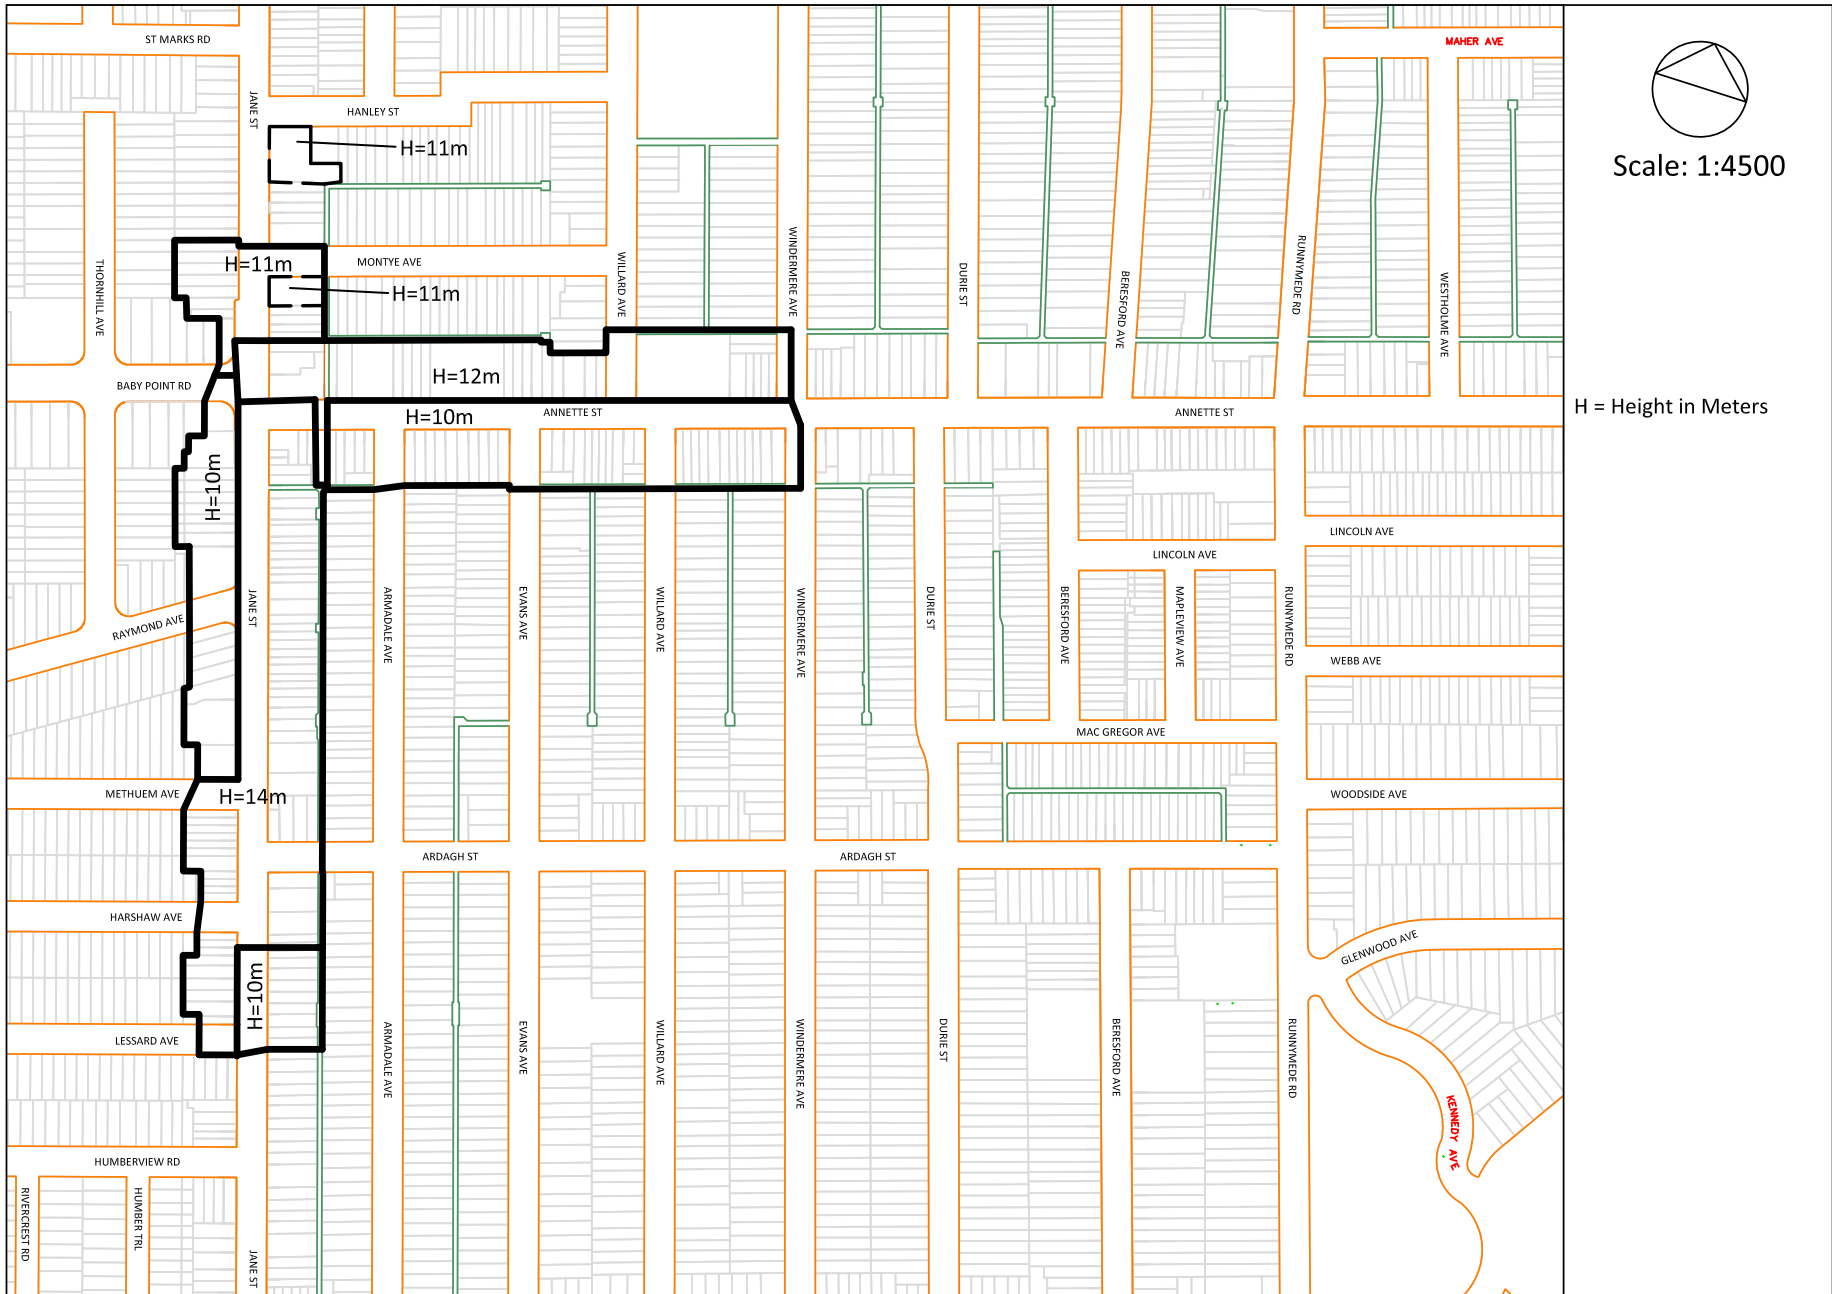 ST MARKS RD
MAHER AVE
JANE ST
HANLEY ST
H=11m
Scale: 1:4500
THORNHILL AVE
H=11m
MONTYE AVE
WILLARD AVE
WINDERMERE AVE
DURIE ST
BERESFORD AVE
RUNNYMEDE RD
WESTHOLME AVE
H=11m
BABY POINT RD
H=12m
H=10m
ANNETTE ST
ANNETTE ST
H = Height in Meters
H=10m
LINCOLN AVE
LINCOLN AVE
JANE ST
ARMADALE AVE
EVANS AVE
WILLARD AVE
WINDERMERE AVE
DURIE ST
BERESFORD AVE
MAPLEVIEW AVE
RUNNYMEDE RD
RAYMOND AVE
WEBB AVE
MAC GREGOR AVE
METHUEM AVE
H=14m
WOODSIDE AVE
ARDAGH ST
ARDAGH ST
HARSHAW AVE
GLENWOOD AVE
H=10m
LESSARD AVE
ARMADALE AVE
EVANS AVE
WILLARD AVE
WINDERMERE AVE
DURIE ST
BERESFORD AVE
RUNNYMEDE RD
KENNEDY AVE
HUMBERVIEW RD
RIVERCREST RD
HUMBER TRL
JANE ST